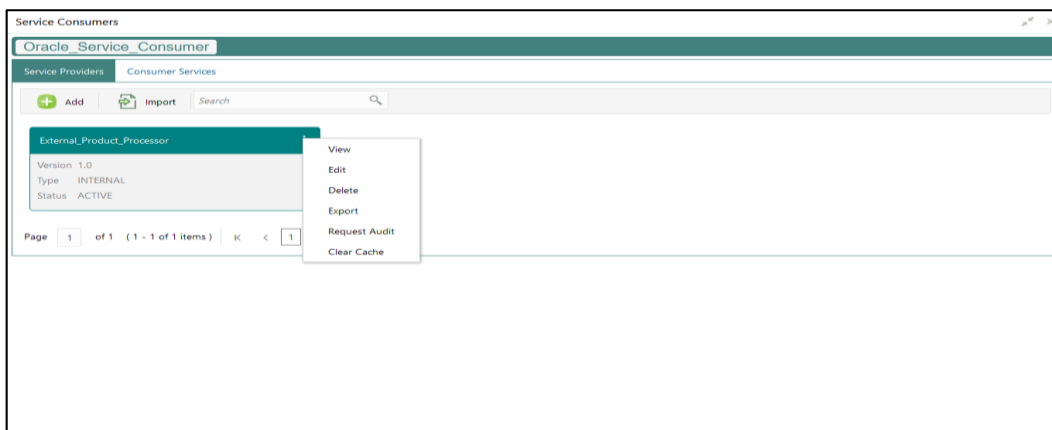 Service Consumers
Oracle_Service_Consumer
Service Providers Consumer Services
Add Import Search
External_Product_Processor
Version 1.0
Type INTERNAL
Status ACTIVE
View
Edit
Delete
Export
Request Audit
Clear Cache
Page 1 of 1 ( 1 - 1 of 1 items ) K < 1